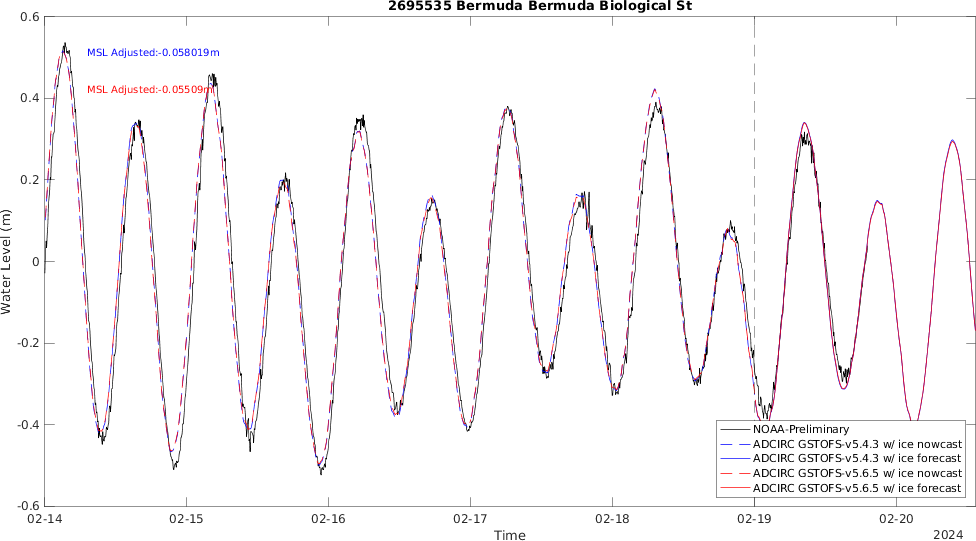 2695535 Bermuda Bermuda Biological St
0.6
MSL Adjusted:-0.058019m
MSL Adjusted:-0.05509m
0.4
0.2
0
-0.2
-0.4
-0.6
Water Level (m)
NOAA-Preliminary
ADCIRC GSTOFS-v5.4.3 w/ ice nowcast
ADCIRC GSTOFS-v5.4.3 w/ ice forecast
ADCIRC GSTOFS-v5.6.5 w/ ice nowcast
ADCIRC GSTOFS-v5.6.5 w/ ice forecast
02-14 02-15 02-16 02-17 02-18 02-19 02-20
Time
2024